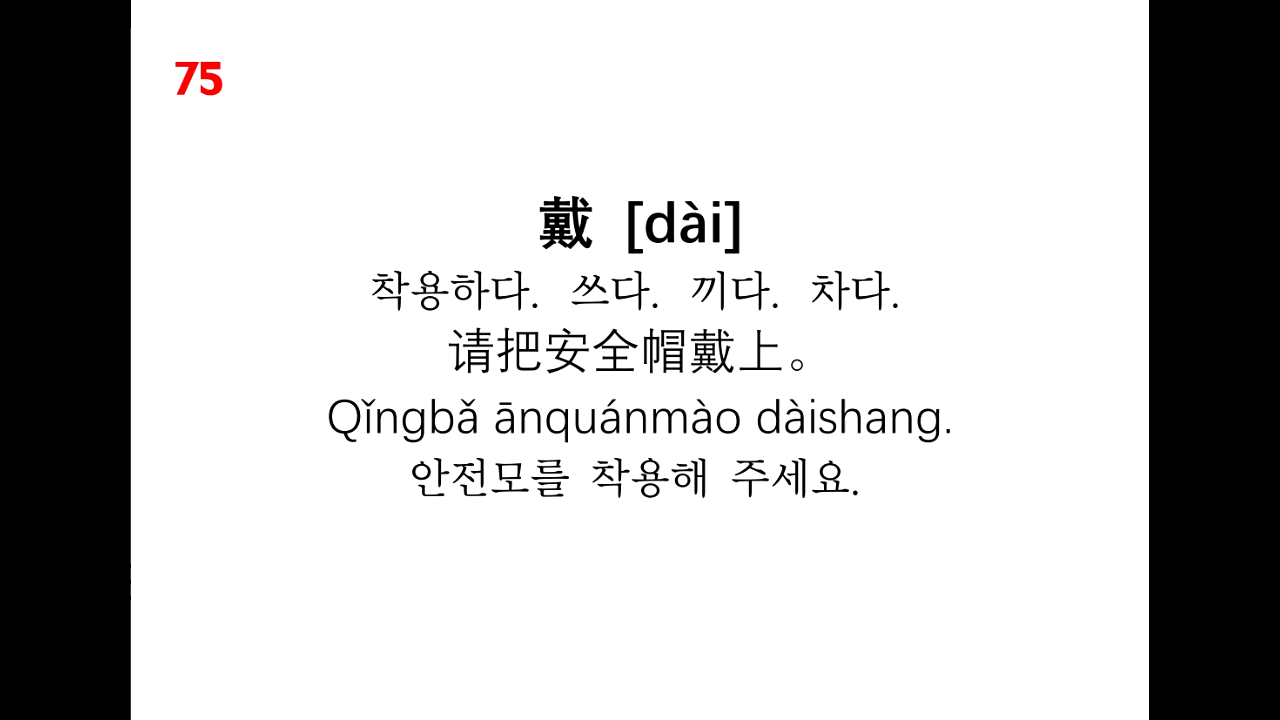 75
戴 [dài]
착용하다. 쓰다. 끼다. 차다.
请把安全帽戴上。
Qǐngbǎ ānquánmào dàishang.
안전모를 착용해 주세요.